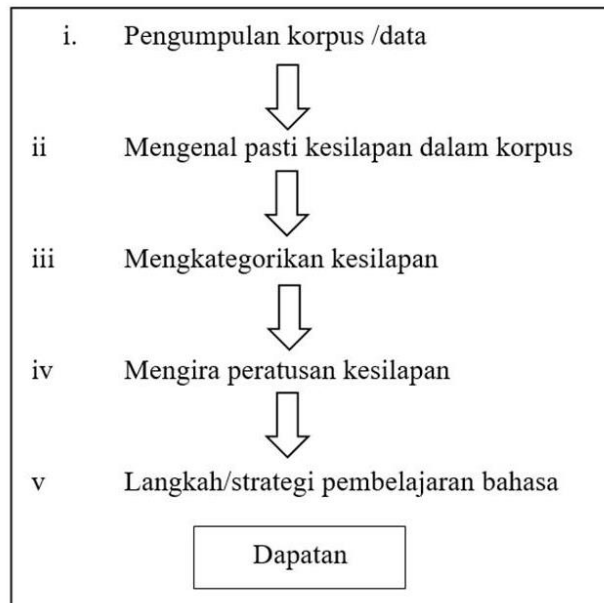 i. Pengumpulan korpus /data
ii Mengenal pasti kesilapan dalam korpus
iii Mengkategorikan kesilapan
iv Mengira peratusan kesilapan
v Langkah/strategi pembelajaran bahasa
Dapatan